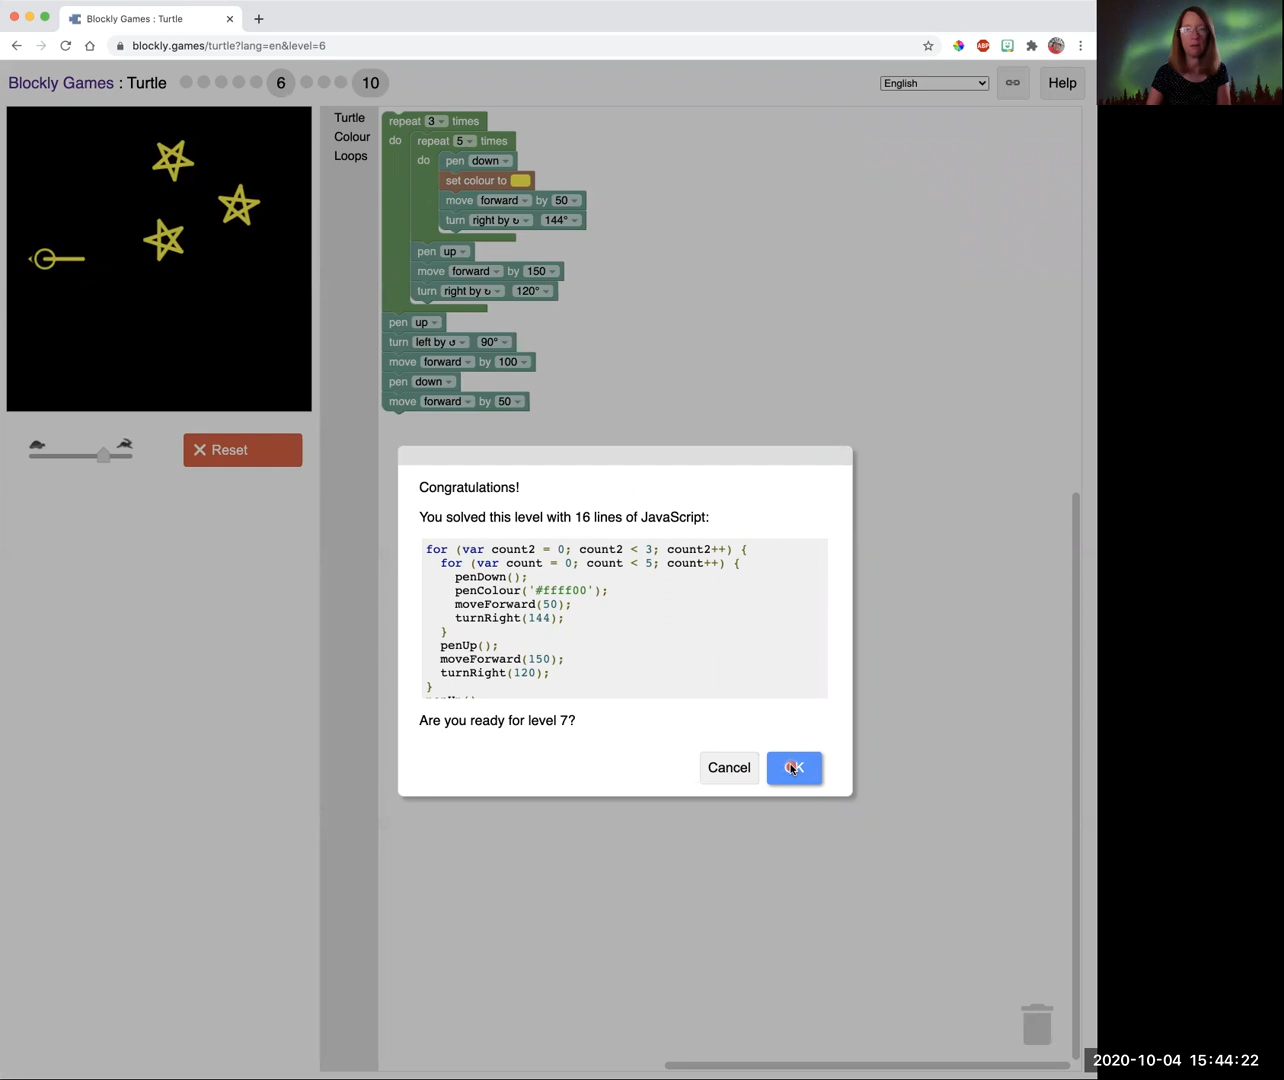 Blockly Games : Turtle
blockly.games/turtle?lang=en&level=6
ABP
Blockly Games : Turtle 6 10
English
Help
Turtle
Colour
Loops
repeat 3 times
do repeat 5 times
do pen down
set colour to
move forward by 50
turn right by ↻ 144°
pen up
move forward by 150
turn right by ↻ 120°
pen up
turn left by ↺ 90°
move forward by 100
pen down
move forward by 50
Reset
Congratulations!
You solved this level with 16 lines of JavaScript:
for (var count2 = 0; count2 < 3; count2++) {
for (var count = 0; count < 5; count++) {
penDown();
penColour('#ffff00');
moveForward(50);
turnRight(144);
}
penUp();
moveForward(150);
turnRight(120);
}
Are you ready for level 7?
Cancel
OK
2020-10-04 15:44:22